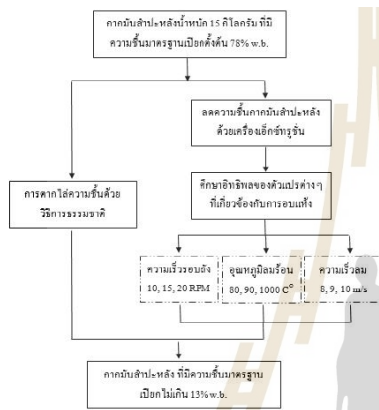 กากมันสำปะหลังน้ำหนัก 15 กิโลกรัม ที่มี
ความชื้นมาตรฐานเปียกตั้งต้น 78% w.b.
ลดความชื้นกากมันสำปะหลัง
ด้วยเครื่องเอ็กซ์ทรูชั่น
การตากไล่ความชื้นด้วย
วิธีการธรรมชาติ
ศึกษาอิทธิพลของตัวแปรต่างๆ
ที่เกี่ยวข้องกับการอบแห้ง
ความเร็วรอบถัง
10, 15, 20 RPM
อุณหภูมิลมร้อน
80, 90, 1000 C°
ความเร็วลม
8, 9, 10 m/s
กากมันสำปะหลัง ที่มีความชื้นมาตรฐาน
เปียกไม่เกิน 13% w.b.